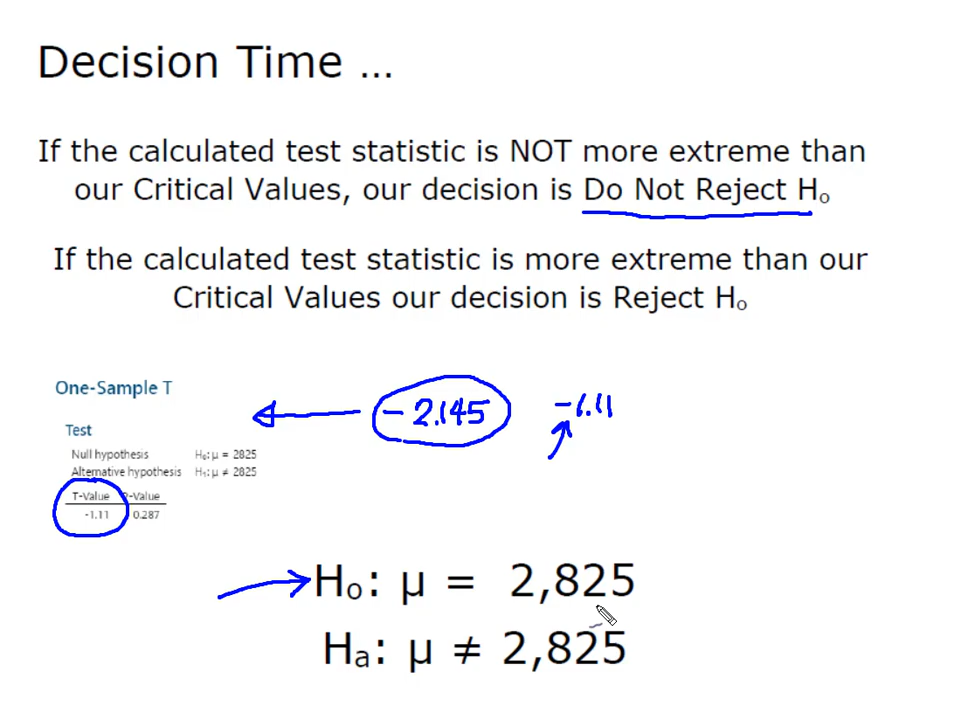 Decision Time ...
If the calculated test statistic is NOT more extreme than
our Critical Values, our decision is Do Not Reject Ho
If the calculated test statistic is more extreme than our
Critical Values our decision is Reject Ho
One-Sample T
-2.145
-1.11
Test
Null hypothesis H₀: μ = 2825
Alternative hypothesis H₁: μ ≠ 2825
T-Value P-Value
-1.11 0.287
Ho: μ = 2,825
Ha: μ ≠ 2,825